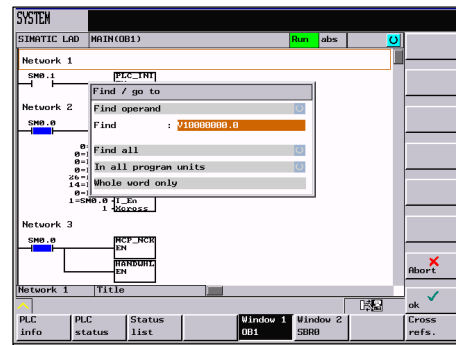 SYSTEM
SIMATIC LAD MAIN(OB1) Run abs
Network 1
SM0.1 PLC_INI
Find / go to
Network 2 Find operand
SM0.0 Find : V10000000.0
Find all
In all program units
Whole word only
1=SM0.0 I_En
1 Xcross
Network 3
SM0.0 MCP_NCK
EN
HANDWHL
EN
Abort
Network 1 Title
ok
PLC info
PLC status
Status list
Window 1 OB1
Window 2 SBR0
Cross refs.